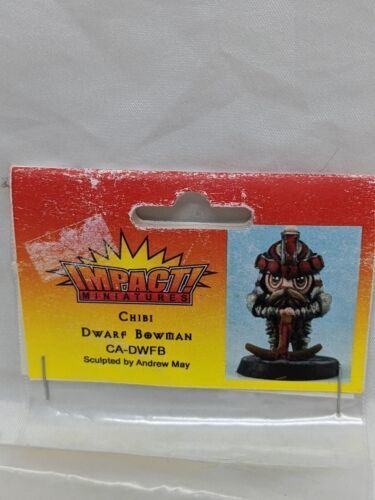 IMPACT!
MINIATURES
CHIBI
DWARF BOWMAN
CA-DWFB
Sculpted by Andrew May